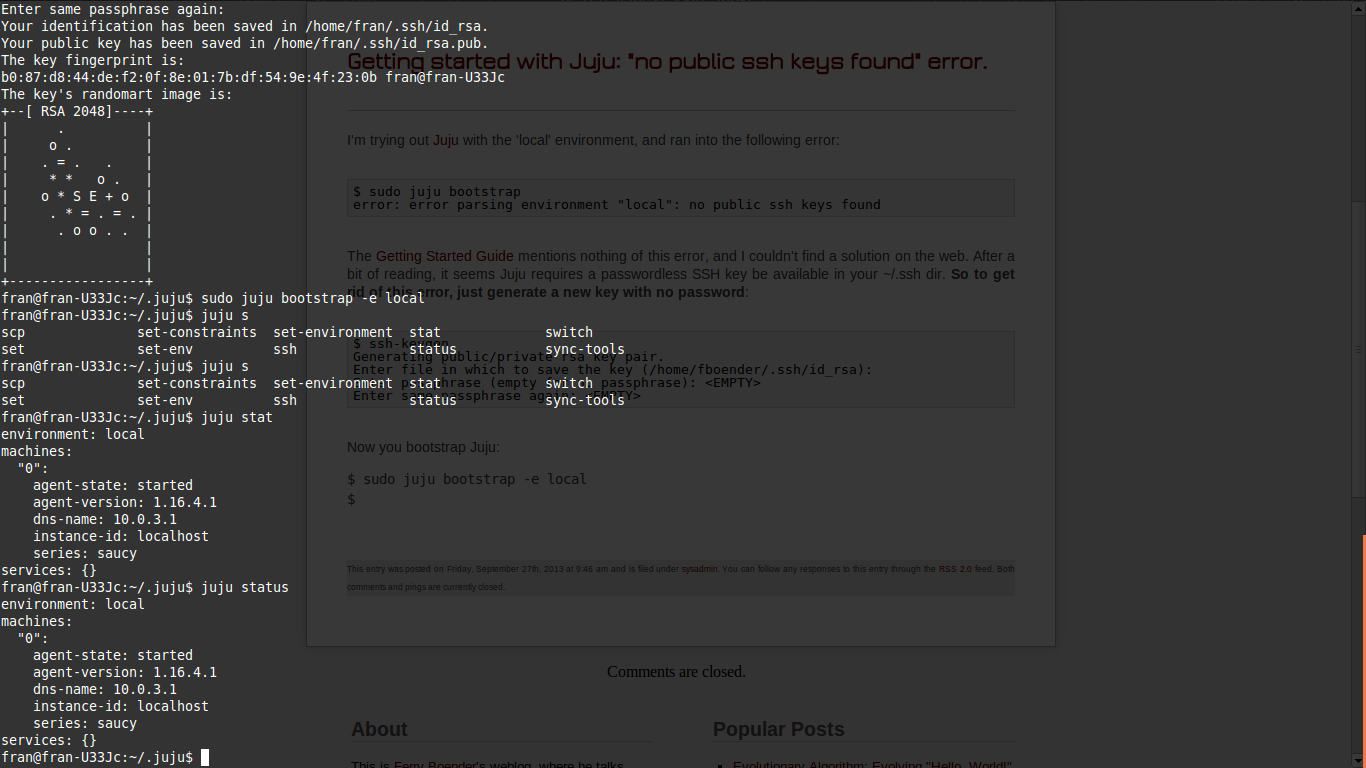 Enter same passphrase again:
Your identification has been saved in /home/fran/.ssh/id_rsa.
Your public key has been saved in /home/fran/.ssh/id_rsa.pub.
The key fingerprint is:
b0:87:d8:44:de:f2:0f:8e:01:7b:df:54:9e:4f:23:0b fran@fran-U33Jc
The key's randomart image is:
+--[ RSA 2048]----+
|      .          |
|     o .         |
|    . = .   .    |
|     * *   o .   |
|    o * S E + o  |
|     . * = . = . |
|      . o o . .  |
|                 |
|                 |
+-----------------+
fran@fran-U33Jc:~/.juju$ sudo juju bootstrap -e local
fran@fran-U33Jc:~/.juju$ juju s
scp              set-constraints  set-environment  stat             switch
set              set-env          ssh              status           sync-tools
fran@fran-U33Jc:~/.juju$ juju s
scp              set-constraints  set-environment  stat             switch
set              set-env          ssh              status           sync-tools
fran@fran-U33Jc:~/.juju$ juju stat
environment: local
machines:
  "0":
    agent-state: started
    agent-version: 1.16.4.1
    dns-name: 10.0.3.1
    instance-id: localhost
    series: saucy
services: {}
fran@fran-U33Jc:~/.juju$ juju status
environment: local
machines:
  "0":
    agent-state: started
    agent-version: 1.16.4.1
    dns-name: 10.0.3.1
    instance-id: localhost
    series: saucy
services: {}
fran@fran-U33Jc:~/.juju$
Getting started with Juju: "no public ssh keys found" error.
I'm trying out Juju with the 'local' environment, and ran into the following error:
$ sudo juju bootstrap
error: error parsing environment "local": no public ssh keys found
The Getting Started Guide mentions nothing of this error, and I couldn't find a solution on the web. After a
bit of reading, it seems Juju requires a passwordless SSH key be available in your ~/.ssh dir. So to get
rid of this error, just generate a new key with no password:
$ ssh-keygen
Generating public/private rsa key pair.
Enter file in which to save the key (/home/fboender/.ssh/id_rsa):
passphrase (empty passphrase): <EMPTY>
Enter same passphrase again: <EMPTY>
Now you bootstrap Juju:
$ sudo juju bootstrap -e local
$
This entry was posted on Friday, September 27th, 2013 at 9:46 am and is filed under sysadmin. You can follow any responses to this entry through the RSS 2.0 feed. Both
comments and pings are currently closed.
Comments are closed.
About
Popular Posts
This is Ferry Boender's weblog, where he talks
Evolutionary Algorithm: Evolving "Hello, World!"